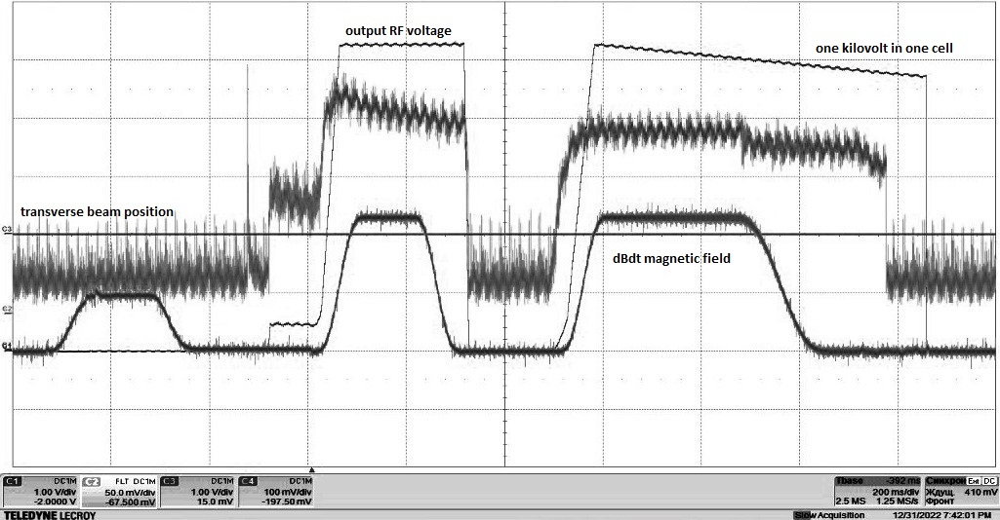 output RF voltage
one kilovolt in one cell
transverse beam position
C3
dBdt magnetic field
C2
C1
C1 DC1M
1.00 V/div
-2.0000 V
C2 FLT DC1M
50.0 mV/div
-67.500 mV
C3 DC1M
1.00 V/div
15.0 mV
C4 DC1M
100 mV/div
-197.50 mV
Tbase -392 ms
200 ms/div
2.5 MS 1.25 MS/s
Синхрон Ext DC
Ждущ. 410 mV
Фронт
TELEDYNE LECROY
Slow Acquisition
12/31/2022 7:42:01 PM